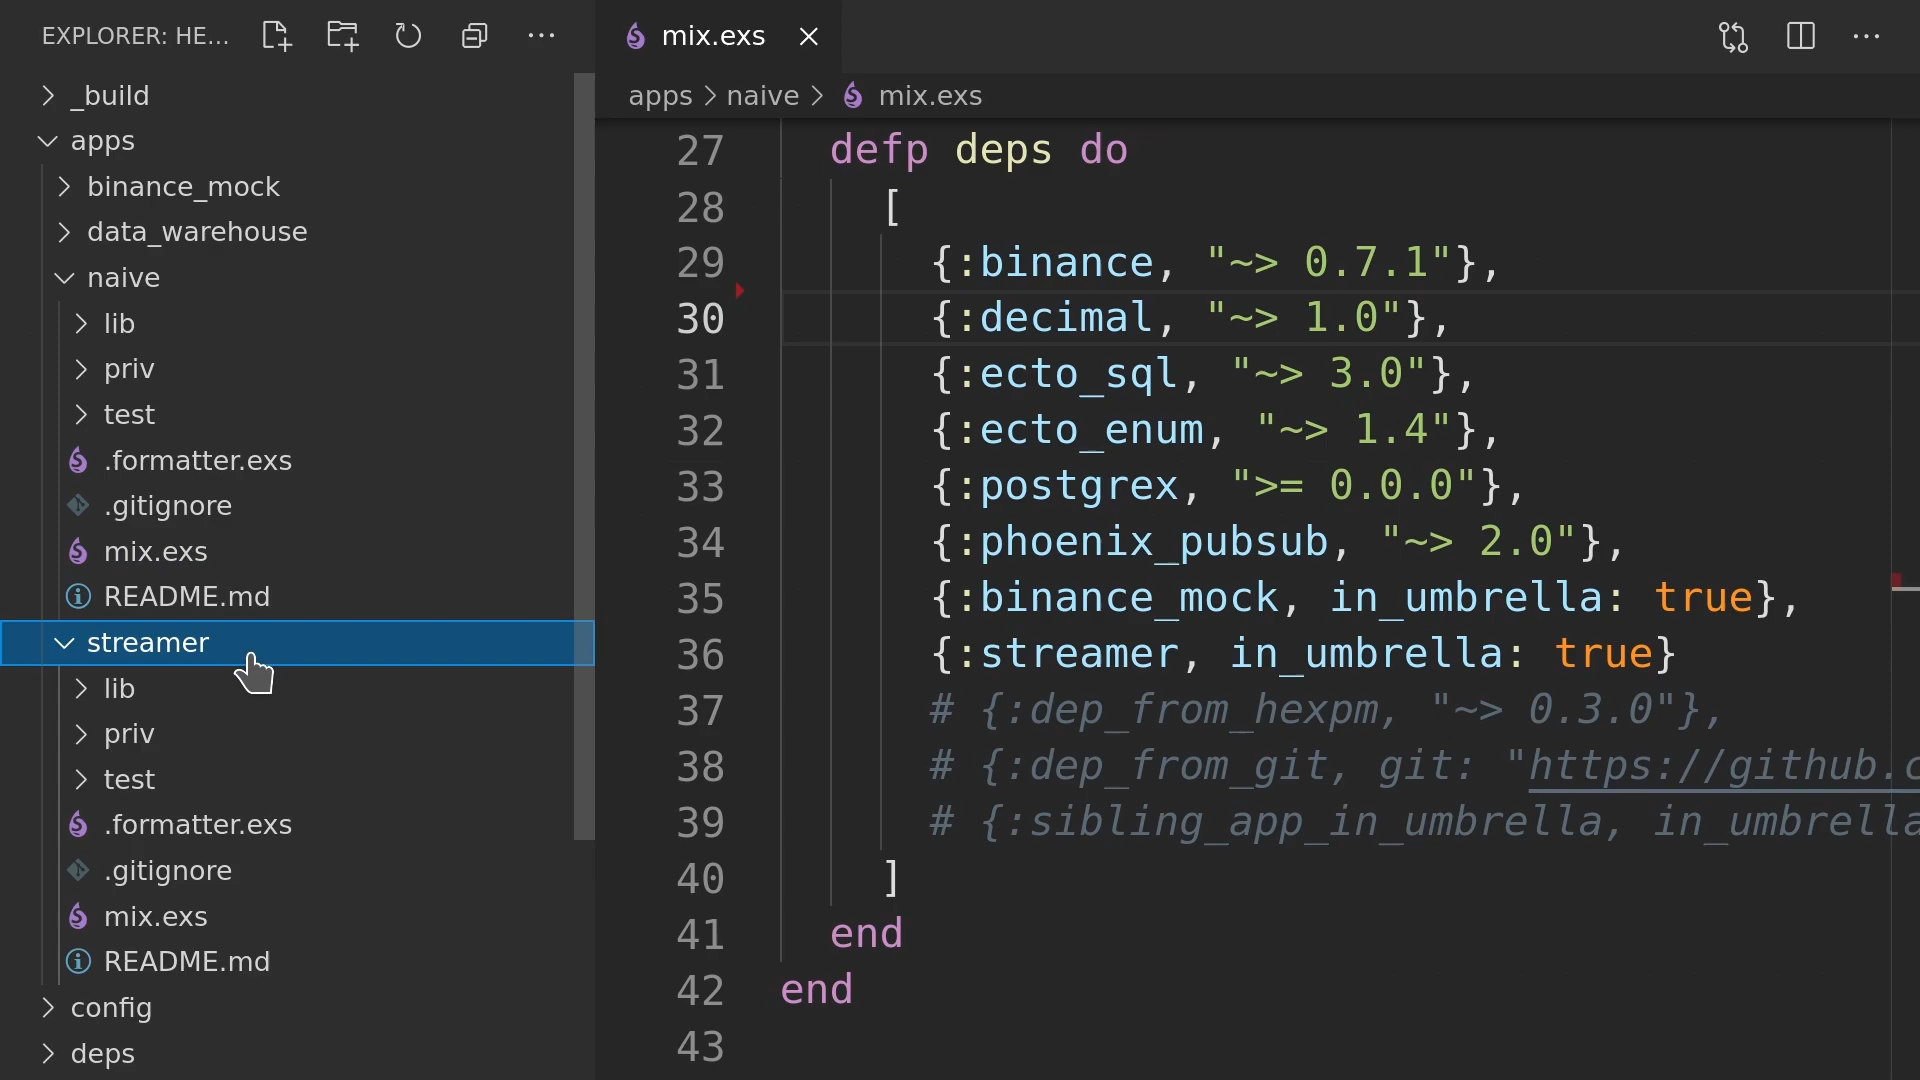 EXPLORER: HE...
_build
apps
binance_mock
data_warehouse
naive
lib
priv
test
.formatter.exs
.gitignore
mix.exs
README.md
streamer
lib
priv
test
.formatter.exs
.gitignore
mix.exs
README.md
config
deps
mix.exs
apps > naive > mix.exs
27 defp deps do
28 [
29 {:binance, "~> 0.7.1"},
30 {:decimal, "~> 1.0"},
31 {:ecto_sql, "~> 3.0"},
32 {:ecto_enum, "~> 1.4"},
33 {:postgrex, ">= 0.0.0"},
34 {:phoenix_pubsub, "~> 2.0"},
35 {:binance_mock, in_umbrella: true},
36 {:streamer, in_umbrella: true}
37 # {:dep_from_hexpm, "~> 0.3.0"},
38 # {:dep_from_git, git: "https://github.c
39 # {:sibling_app_in_umbrella, in_umbrella
40 ]
41 end
42 end
43